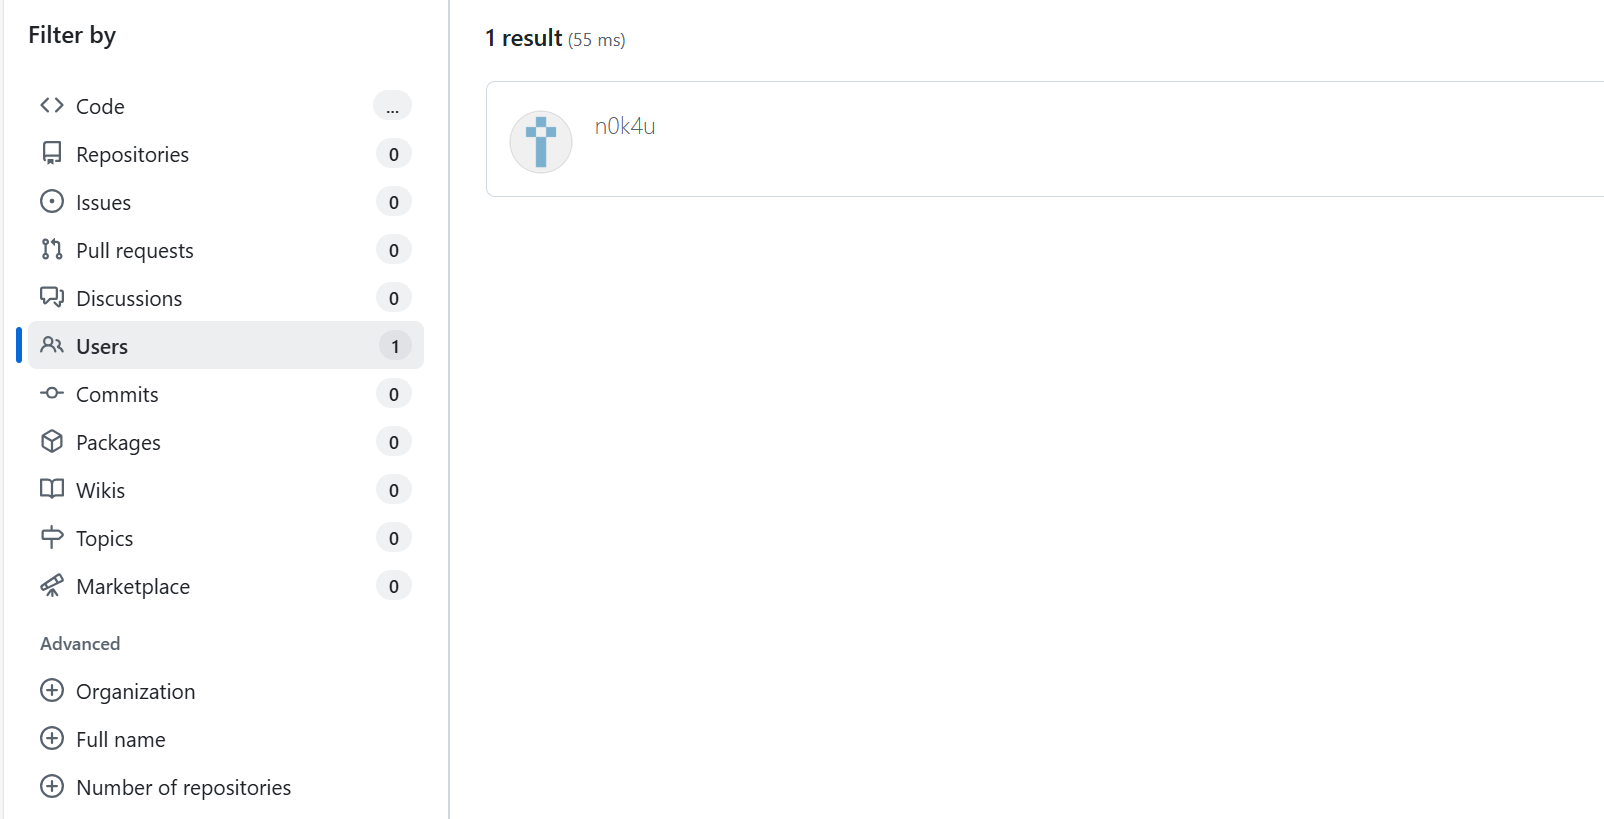 Filter by
Code ...
Repositories 0
Issues 0
Pull requests 0
Discussions 0
Users 1
Commits 0
Packages 0
Wikis 0
Topics 0
Marketplace 0
Advanced
Organization
Full name
Number of repositories
1 result (55 ms)
n0k4u